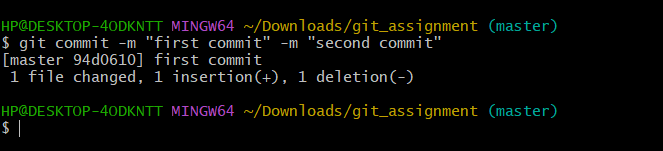 HP@DESKTOP-4ODKNTT MINGW64 ~/Downloads/git_assignment (master)
$ git commit -m "first commit" -m "second commit"
[master 94d0610] first commit
 1 file changed, 1 insertion(+), 1 deletion(-)
HP@DESKTOP-4ODKNTT MINGW64 ~/Downloads/git_assignment (master)
$